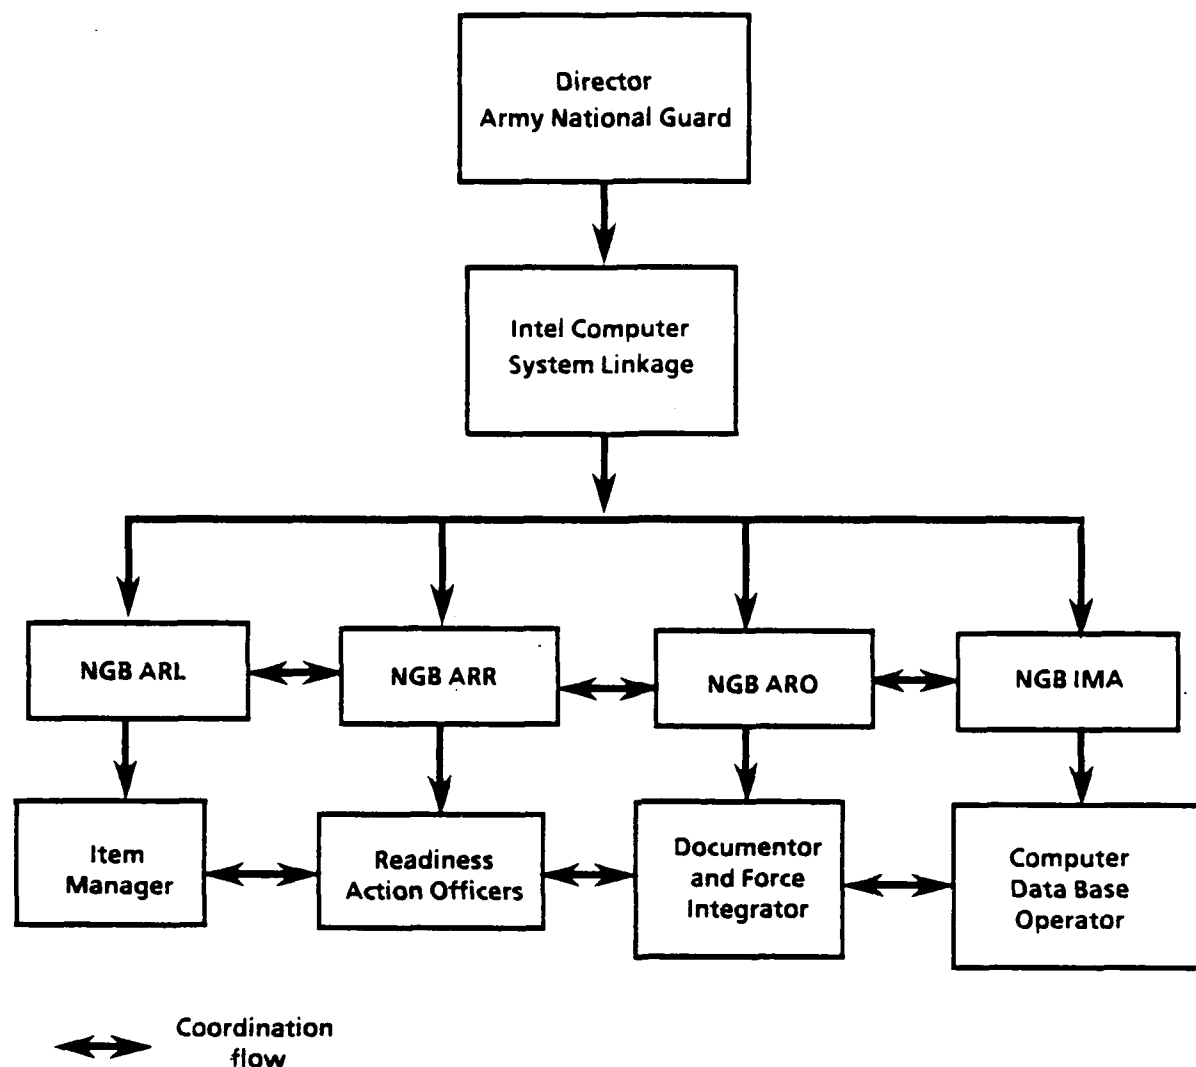 Director
Army National Guard
Intel Computer
System Linkage
NGB ARL
NGB ARR
NGB ARO
NGB IMA
Item
Manager
Readiness
Action Officers
Documentor
and Force
Integrator
Computer
Data Base
Operator
Coordination
flow